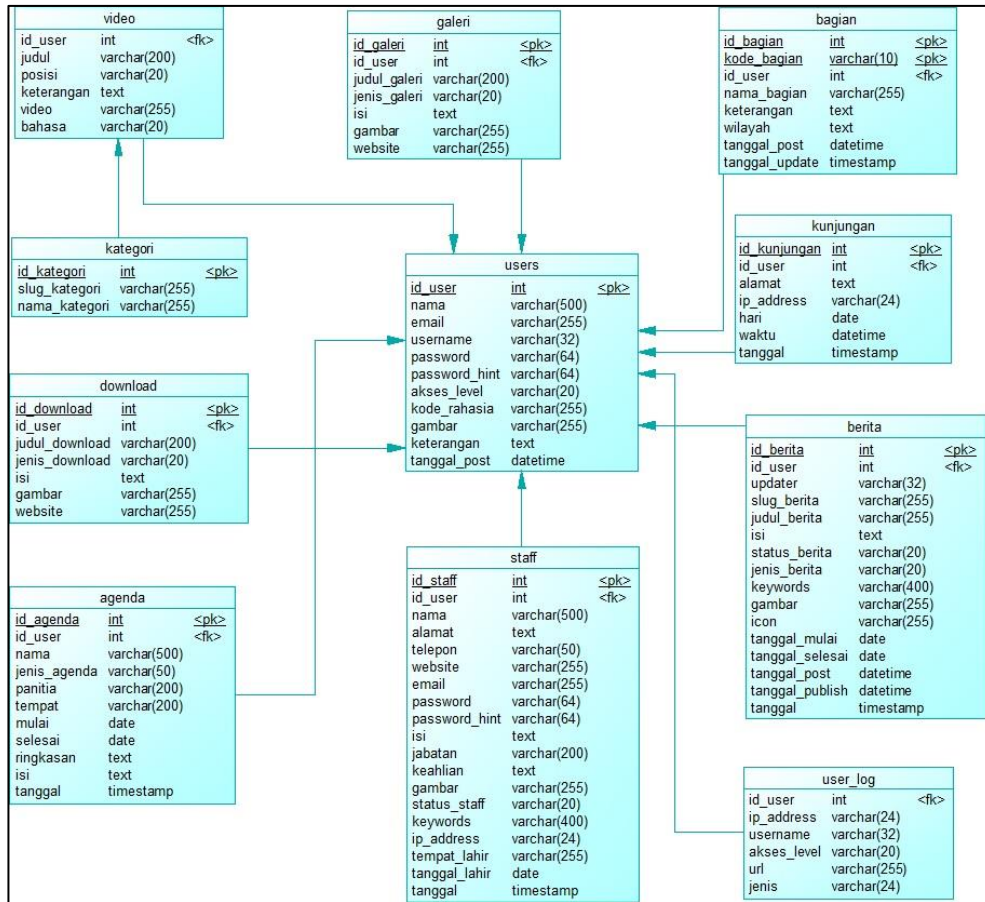 video
id_user int <fk>
judul varchar(200)
posisi varchar(20)
keterangan text
video varchar(255)
bahasa varchar(20)
galeri
id_galeri int <pk>
id_user int <fk>
judul_galeri varchar(200)
jenis_galeri varchar(20)
isi text
gambar varchar(255)
website varchar(255)
bagian
id_bagian int <pk>
kode_bagian varchar(10) <pk>
id_user int <fk>
nama_bagian varchar(255)
keterangan text
wilayah text
tanggal_post datetime
tanggal_update timestamp
kategori
id_kategori int <pk>
slug_kategori varchar(255)
nama_kategori varchar(255)
users
id_user int <pk>
nama varchar(500)
email varchar(255)
username varchar(32)
password varchar(64)
password_hint varchar(64)
akses_level varchar(20)
kode_rahasia varchar(255)
gambar varchar(255)
keterangan text
tanggal_post datetime
kunjungan
id_kunjungan int <pk>
id_user int <fk>
alamat text
ip_address varchar(24)
hari date
waktu datetime
tanggal timestamp
download
id_download int <pk>
id_user int <fk>
judul_download varchar(200)
jenis_download varchar(20)
isi text
gambar varchar(255)
website varchar(255)
berita
id_berita int <pk>
id_user int <fk>
updater varchar(32)
slug_berita varchar(255)
judul_berita varchar(255)
isi text
status_berita varchar(20)
jenis_berita varchar(20)
keywords varchar(400)
gambar varchar(255)
icon varchar(255)
tanggal_mulai date
tanggal_selesai date
tanggal_post datetime
tanggal_publish datetime
tanggal timestamp
agenda
id_agenda int <pk>
id_user int <fk>
nama varchar(500)
jenis_agenda varchar(50)
panitia varchar(200)
tempat varchar(200)
mulai date
selesai date
ringkasan text
isi text
tanggal timestamp
staff
id_staff int <pk>
id_user int <fk>
nama varchar(500)
alamat text
telepon varchar(50)
website varchar(255)
email varchar(255)
password varchar(64)
password_hint varchar(64)
isi text
jabatan varchar(200)
keahlian text
gambar varchar(255)
status_staff varchar(20)
keywords varchar(400)
ip_address varchar(24)
tempat_lahir varchar(255)
tanggal_lahir date
tanggal timestamp
user_log
id_user int <fk>
ip_address varchar(24)
username varchar(32)
akses_level varchar(20)
url varchar(255)
jenis varchar(24)